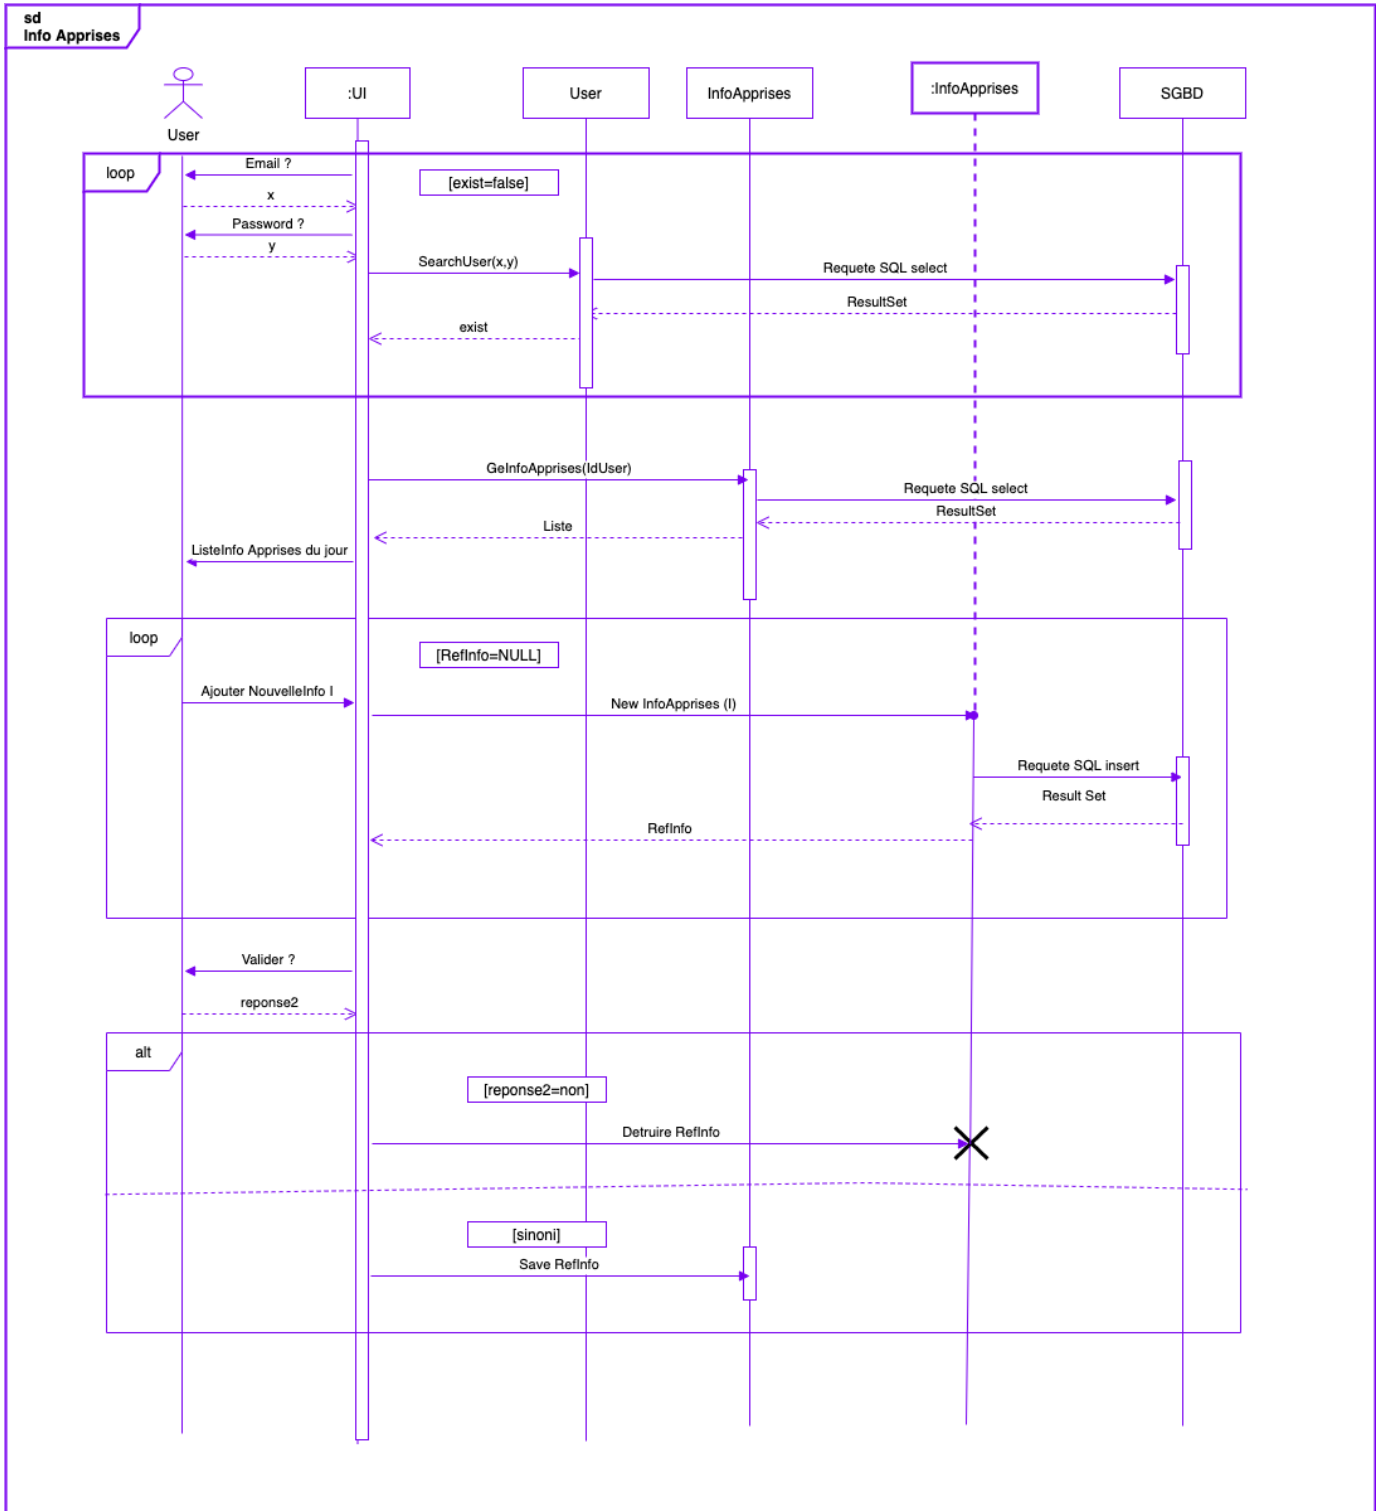 sd
Info Apprises
:UI
User
InfoApprises
:InfoApprises
SGBD
User
loop
Email ?
[exist=false]
x
Password ?
y
SearchUser(x,y)
Requete SQL select
ResultSet
exist
GeInfoApprises(IdUser)
Requete SQL select
ResultSet
Liste
ListeInfo Apprises du jour
loop
[RefInfo=NULL]
Ajouter NouvelleInfo I
New InfoApprises (I)
Requete SQL insert
Result Set
RefInfo
Valider ?
reponse2
alt
[reponse2=non]
Detruire RefInfo
[sinoni]
Save RefInfo